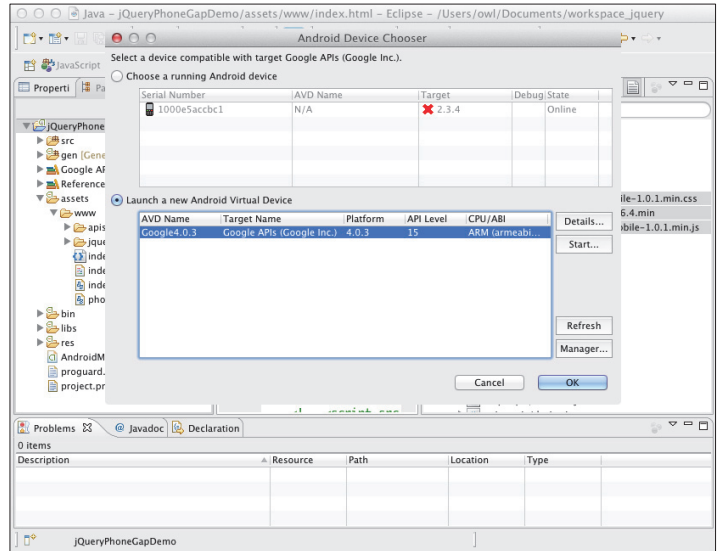 Java – jQueryPhoneGapDemo/assets/www/index.html – Eclipse – /Users/owl/Documents/workspace_jquery
Android Device Chooser
JavaScript
Select a device compatible with target Google APIs (Google Inc.).
Choose a running Android device
Properti
Pa
Serial Number AVD Name Target Debug State
1000e5accbc1 N/A 2.3.4 Online
jQueryPhone
src
gen [Gene
Google AP
Reference
assets
www
apis
jque
inde
inde
inde
pho
bin
libs
res
AndroidM
proguard.
project.pr
Launch a new Android Virtual Device
AVD Name Target Name Platform API Level CPU/ABI
Google4.0.3 Google APIs (Google Inc.) 4.0.3 15 ARM (armeabi...
Details...
Start...
Refresh
Manager...
Cancel OK
ile-1.0.1.min.css
6.4.min
obile-1.0.1.min.js
Problems @ Javadoc Declaration
0 items
Description Resource Path Location Type
jQueryPhoneGapDemo